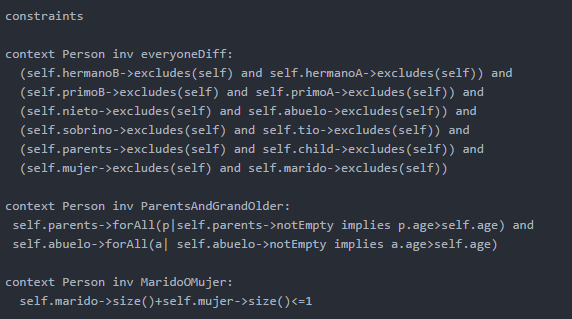 constraints
context Person inv everyoneDiff:
(self.hermanoB->excludes(self) and self.hermanoA->excludes(self)) and
(self.primoB->excludes(self) and self.primoA->excludes(self)) and
(self.nieto->excludes(self) and self.abuelo->excludes(self)) and
(self.sobrino->excludes(self) and self.tio->excludes(self)) and
(self.parents->excludes(self) and self.child->excludes(self)) and
(self.mujer->excludes(self) and self.marido->excludes(self))
context Person inv ParentsAndGrandOlder:
self.parents->forAll(p|self.parents->notEmpty implies p.age>self.age) and
self.abuelo->forAll(a| self.abuelo->notEmpty implies a.age>self.age)
context Person inv MaridoOMujer:
self.marido->size()+self.mujer->size()<=1